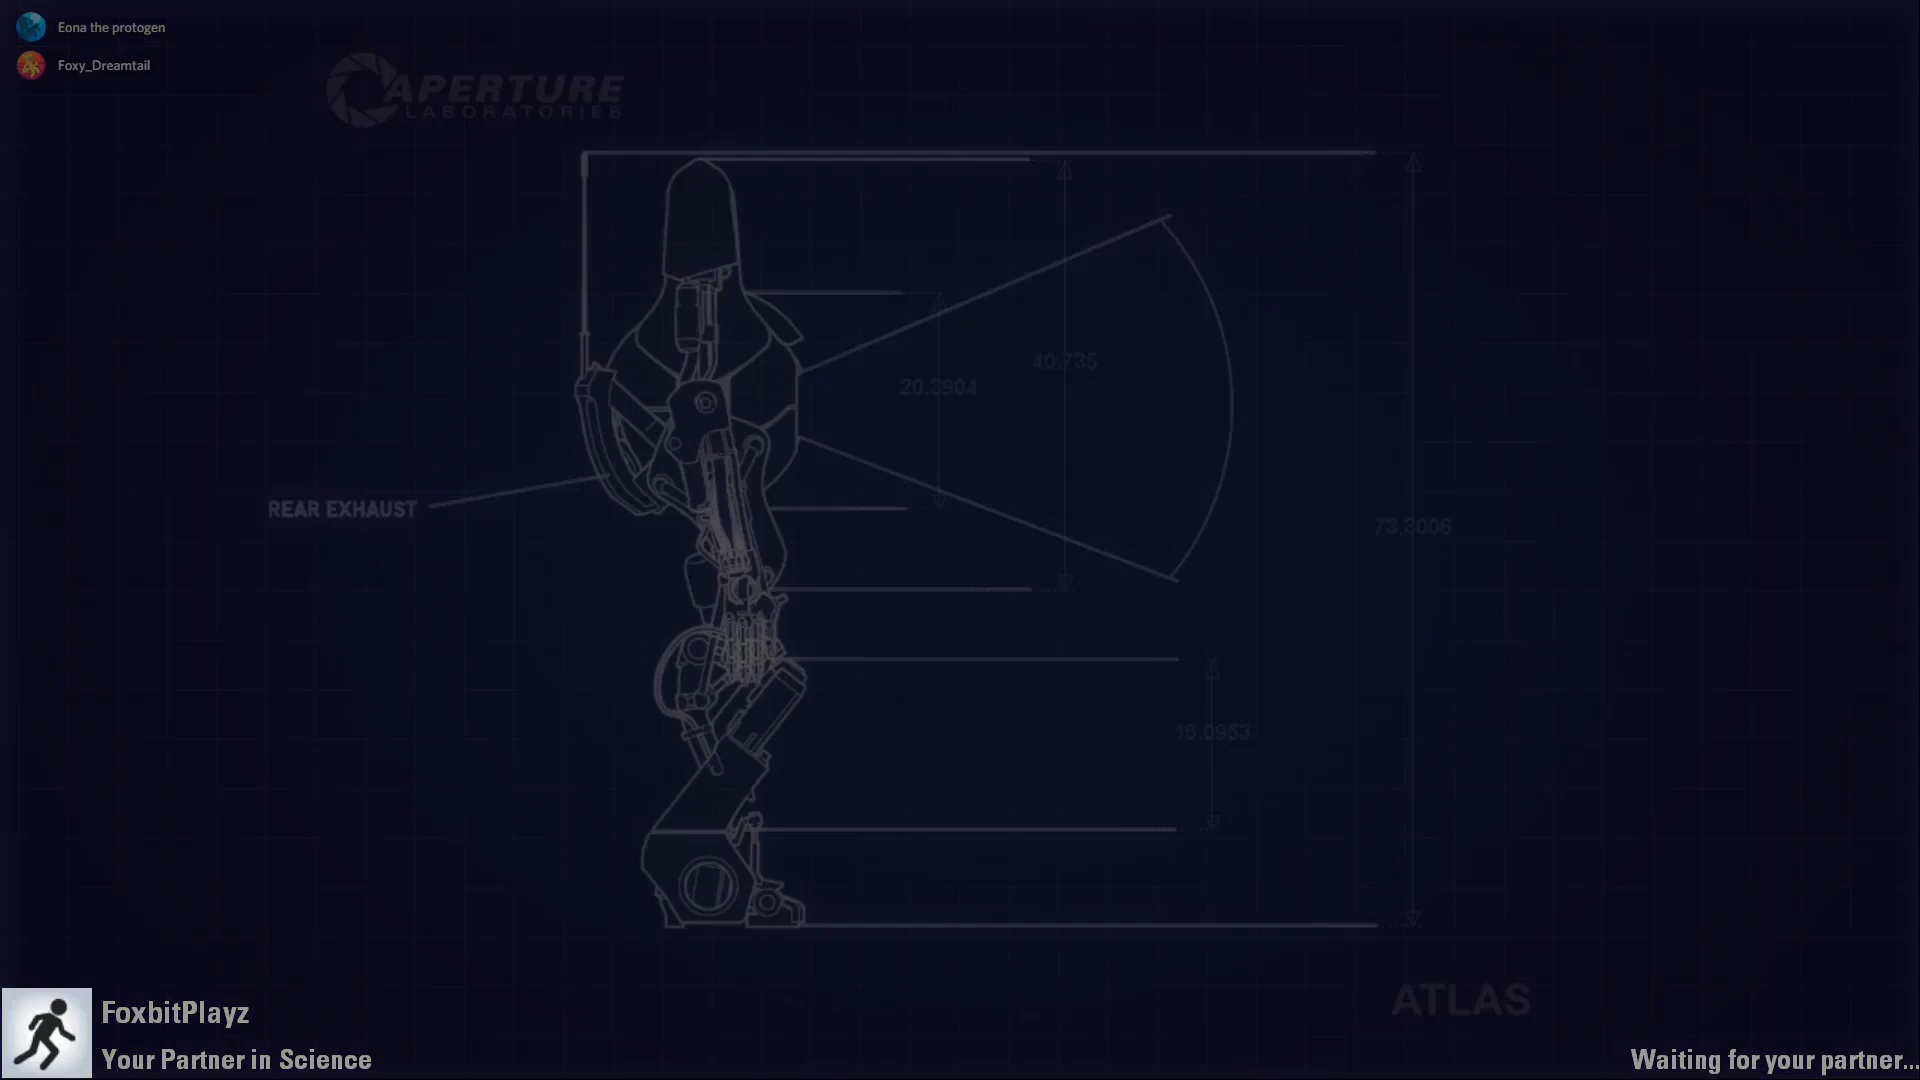 Eona the protogen
Foxy_Dreamtail
APERTURE
LABORATORIES
40.735
20.3904
REAR EXHAUST
73.3006
16.0953
ATLAS
FoxbitPlayz
Your Partner in Science
Waiting for your partner...